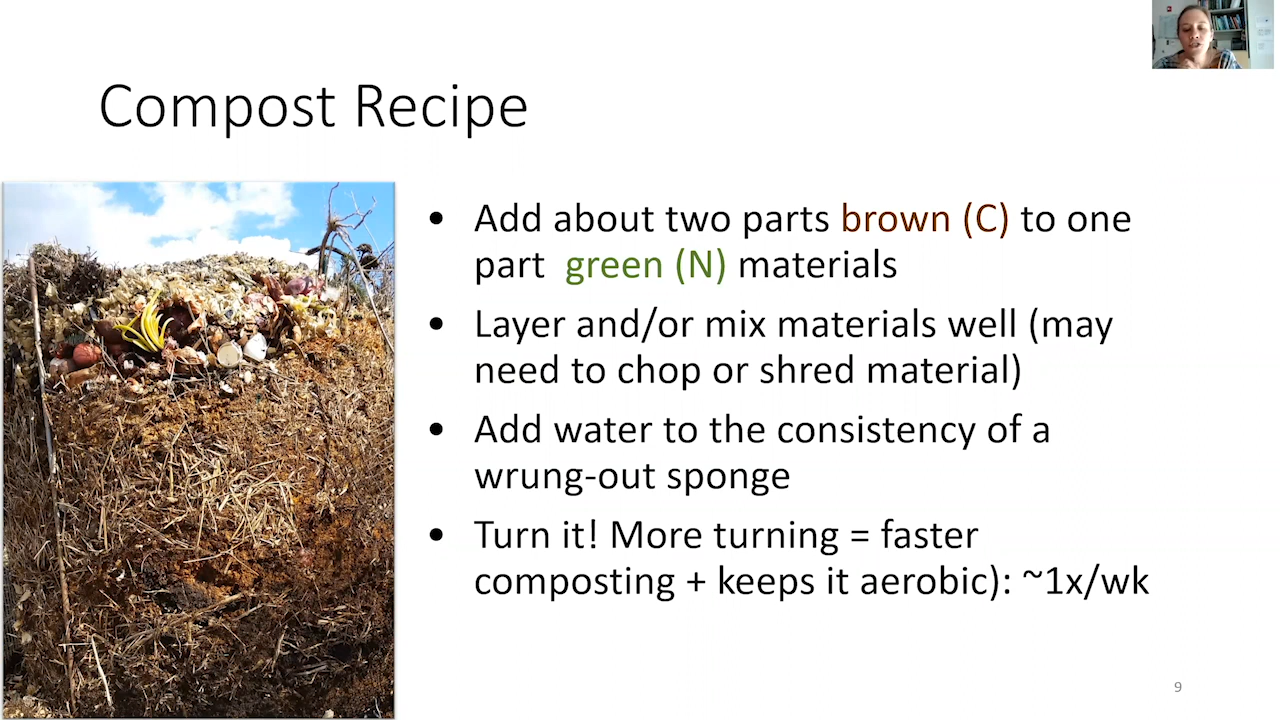 Compost Recipe
• Add about two parts brown (C) to one
part green (N) materials
• Layer and/or mix materials well (may
need to chop or shred material)
• Add water to the consistency of a
wrung-out sponge
• Turn it! More turning = faster
composting + keeps it aerobic): ~1x/wk
9